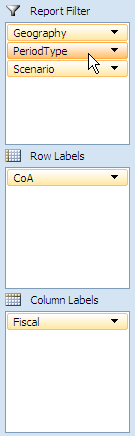 Report Filter
Geography
PeriodType
Scenario
Row Labels
CoA
Column Labels
Fiscal